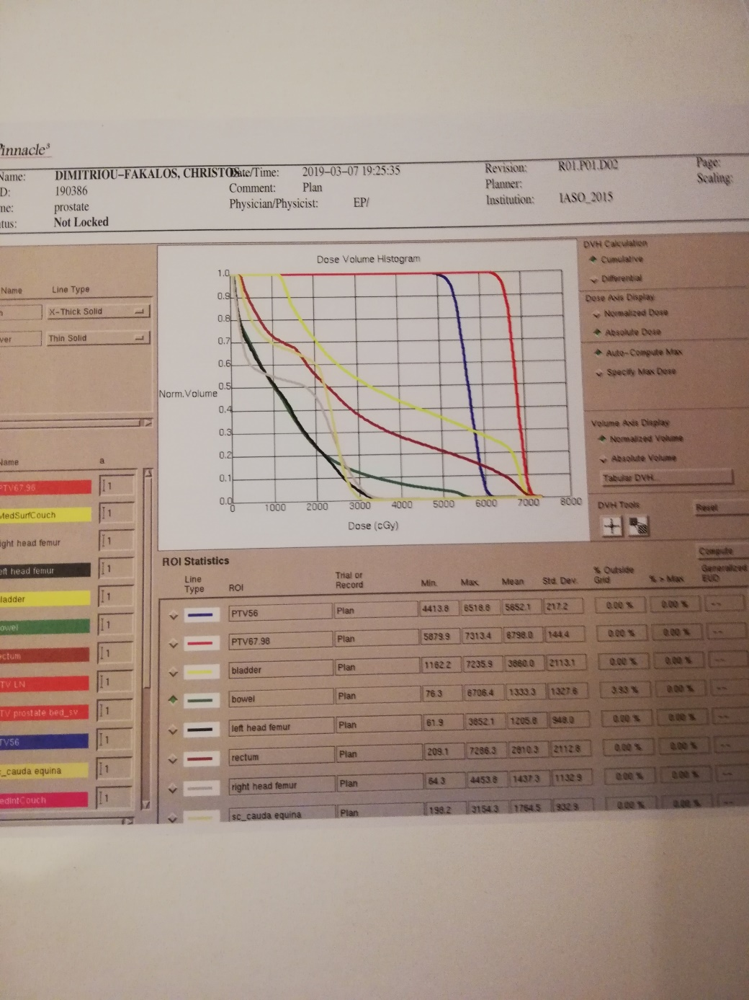 Pinnacle³
Name: DIMITRIOU–FAKALOS, CHRISTOS Date/Time: 2019–03–07 19:25:35 Revision: R01.P01.D02 Page:
D: 190386 Comment: Plan Planner: Scaling:
ne: prostate Physician/Physicist: EP/ Institution: IASO_2015
tus: Not Locked
Name Line Type
h X–Thick Solid
ver Thin Solid
Dose Volume Histogram
1.0
0.9
0.8
0.7
0.6
0.5
0.4
0.3
0.2
0.1
0.0
Norm.Volume
0 1000 2000 3000 4000 5000 6000 7000 8000
Dose (cGy)
DVH Calculation
Cumulative
Differential
Dose Axis Display
Normalized Dose
Absolute Dose
Auto–Compute Max
Specify Max Dose
Volume Axis Display
Normalized Volume
Absolute Volume
Tabular DVH...
DVH Tools Reset
Compute
Name a
PTV67.98 1
MedSurfCouch 1
ight head femur 1
eft head femur 1
ladder 1
owel 1
ectum 1
TV LN 1
TV prostate bed_sv 1
TV56 1
c_cauda equina 1
edIntCouch 1
ROI Statistics
Line Type ROI Trial or Record Min. Max. Mean Std. Dev. % Outside Grid % > Max Generalized EUD
PTV56 Plan 4413.8 6518.8 5652.1 217.2 0.00 % 0.00 % --
PTV67.98 Plan 5879.9 7313.4 6798.0 144.4 0.00 % 0.00 % --
bladder Plan 1162.2 7235.9 3860.0 2113.1 0.00 % 0.00 % --
bowel Plan 76.3 6706.4 1333.3 1327.6 3.93 % 0.00 % --
left head femur Plan 61.9 3652.1 1205.8 948.0 0.00 % 0.00 % --
rectum Plan 209.1 7286.3 2810.3 2112.8 0.00 % 0.00 % --
right head femur Plan 64.3 4453.6 1437.3 1132.9 0.00 % 0.00 % --
sc_cauda equina Plan 198.2 3154.3 1764.5 932.9 0.00 % 0.00 % --